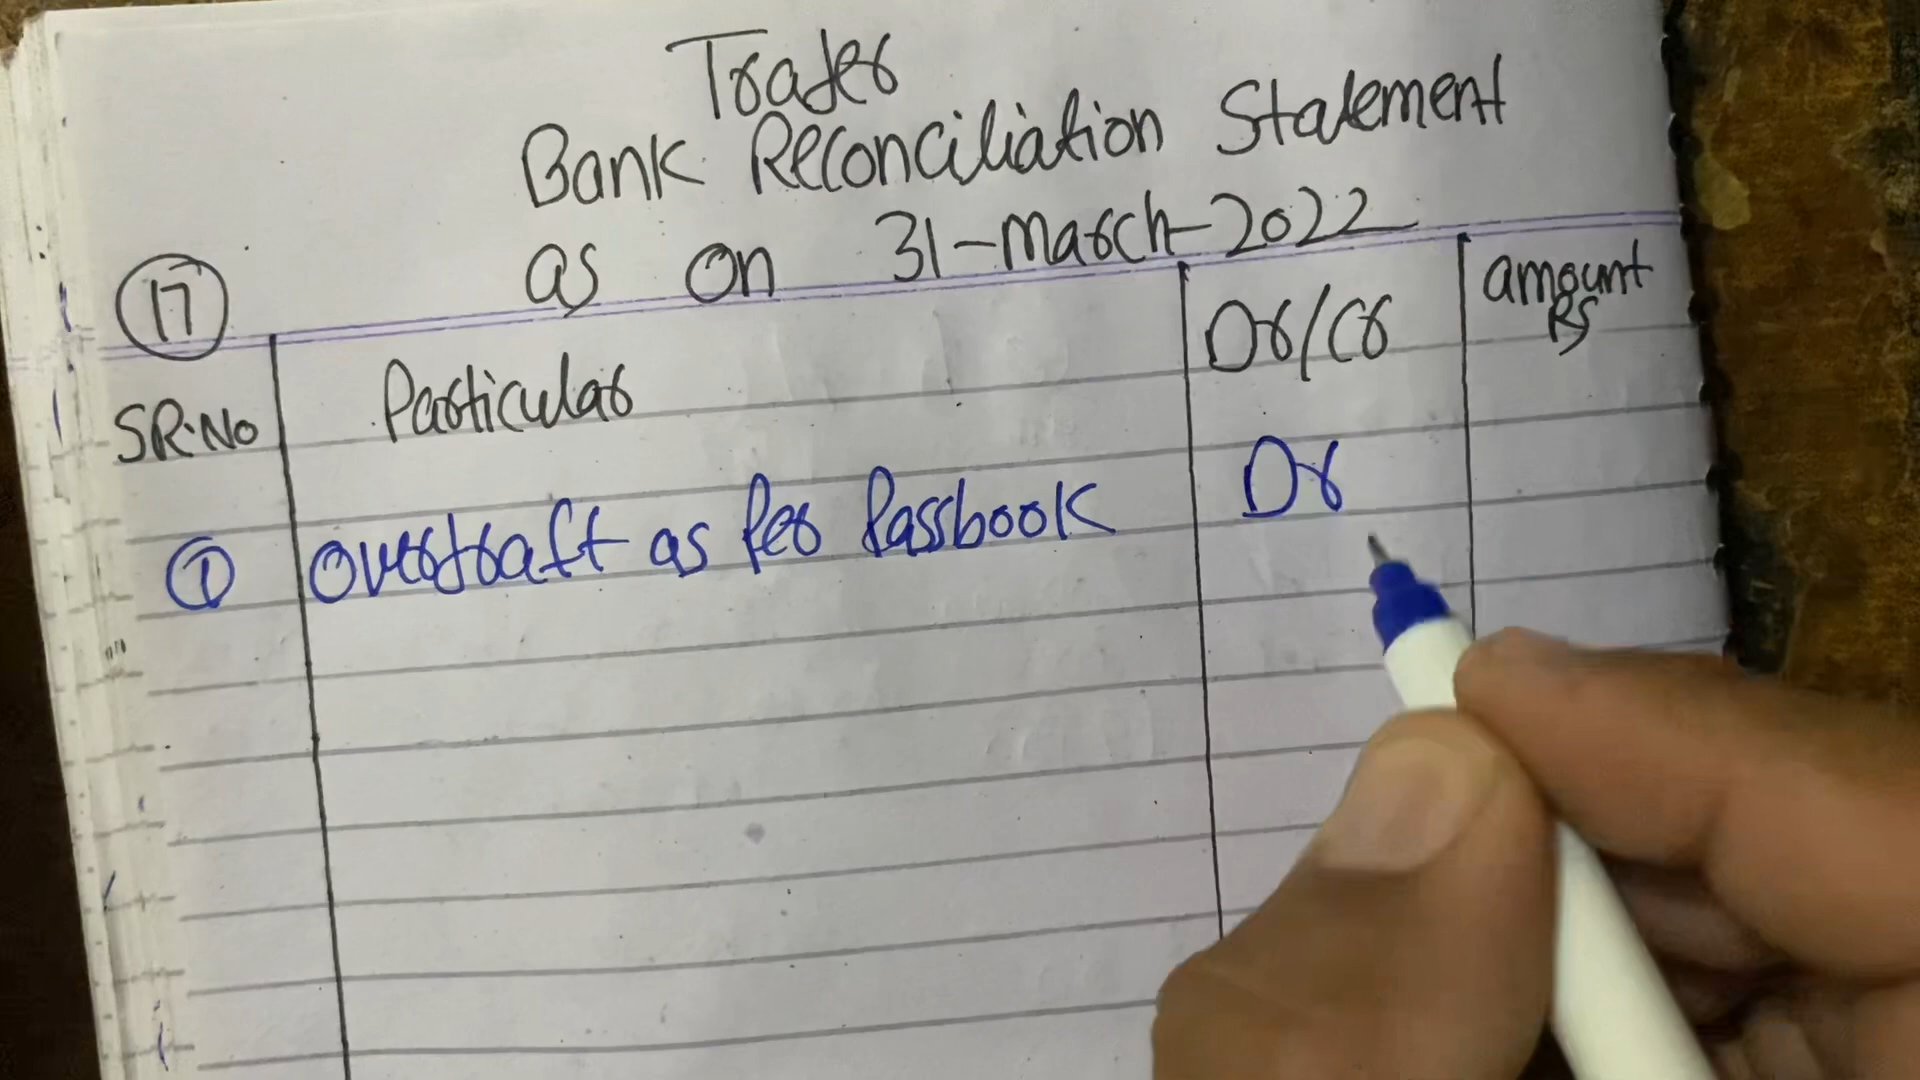 Trader
Bank Reconciliation Statement
as on 31-March-2022
17
SR.No Particular Dr/Cr amount Rs
1 overdraft as Per Passbook Dr